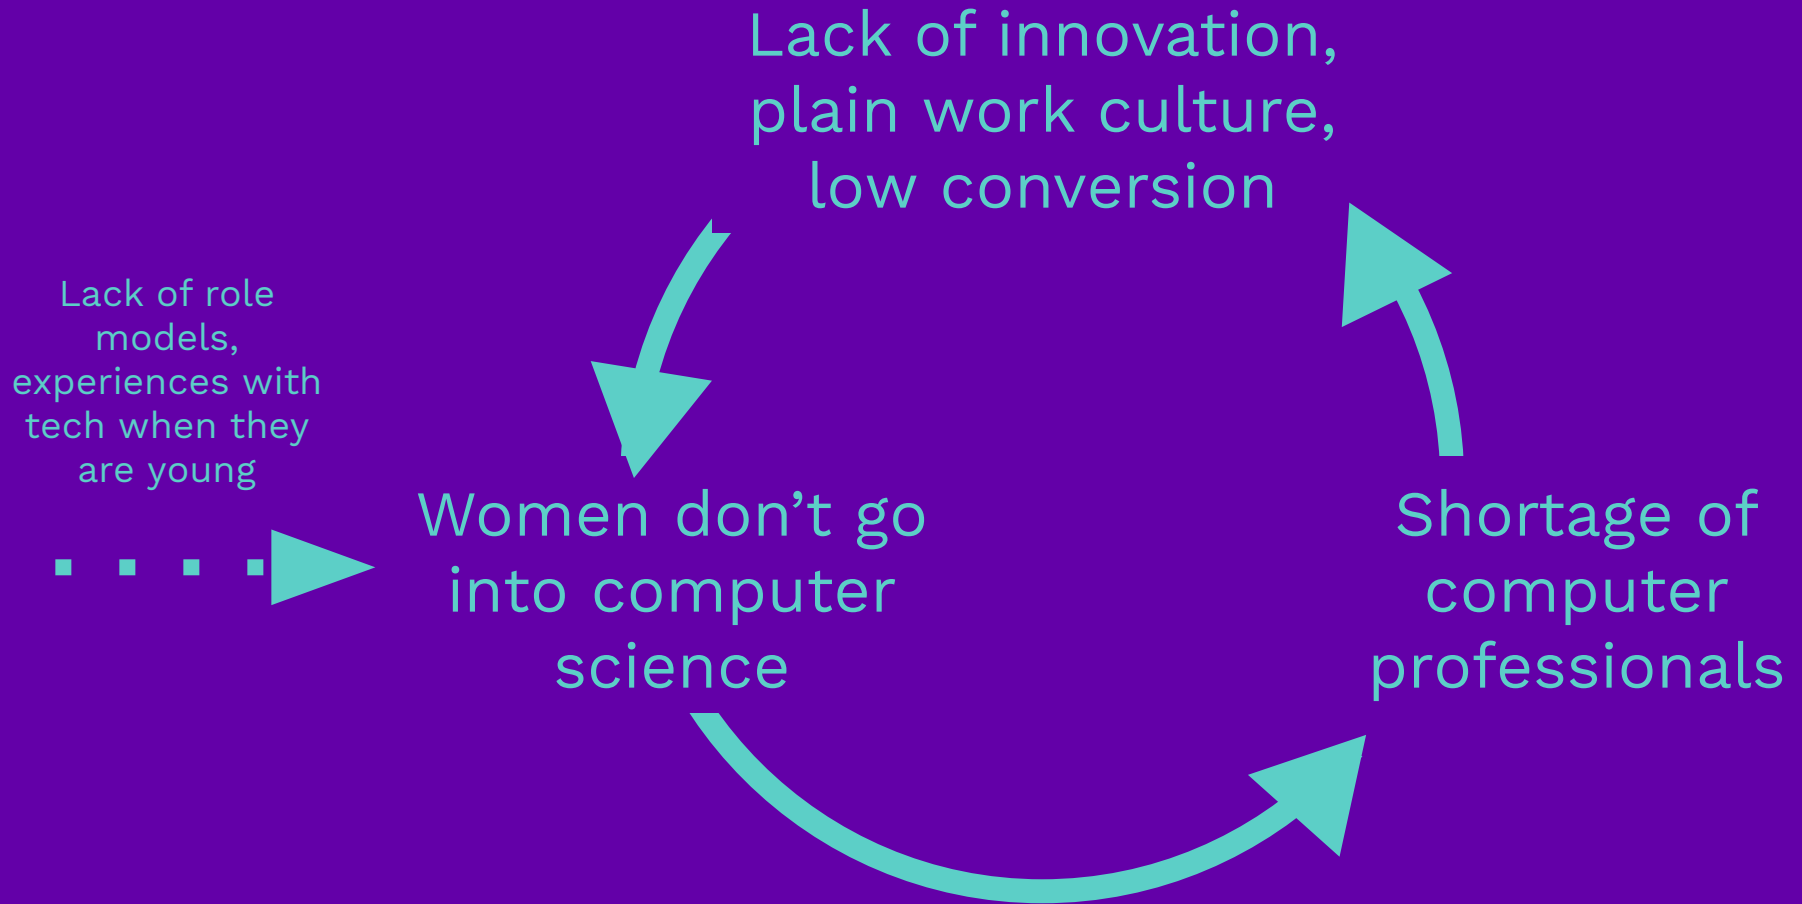 Lack of innovation,
plain work culture,
low conversion
Lack of role
models,
experiences with
tech when they
are young
Women don’t go
into computer
science
Shortage of
computer
professionals